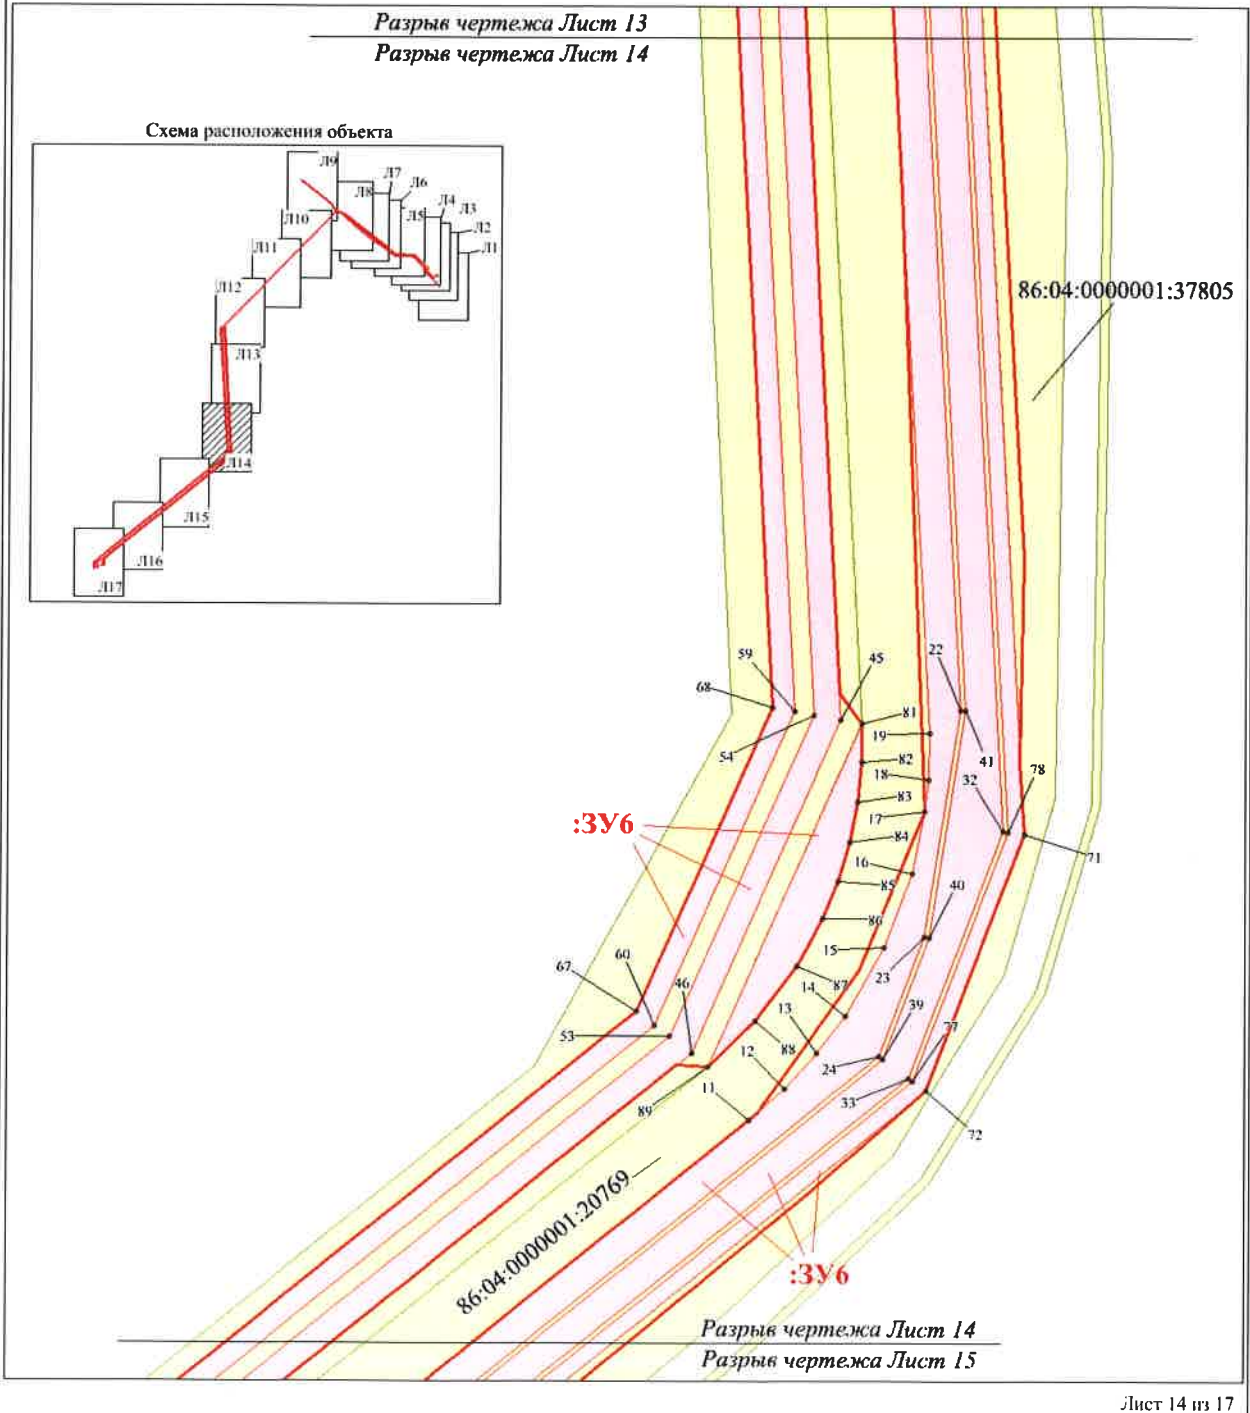 Разрыв чертежа Лист 13
Разрыв чертежа Лист 14
Схема расположения объекта
Л9
Л7
Л8
Л6
Л10
Л5
Л4
Л3
Л2
Л11
Л1
Л12
Л13
Л14
Л15
Л16
Л17
86:04:0000001:37805
22
59
45
68
81
19
54
82
41
18
32
78
83
17
:ЗУ6
84
71
16
85
40
86
15
60
67
23
46
87
14
39
13
77
53
88
12
24
11
33
89
72
86:04:0000001:20769
:ЗУ6
Разрыв чертежа Лист 14
Разрыв чертежа Лист 15
Лист 14 из 17